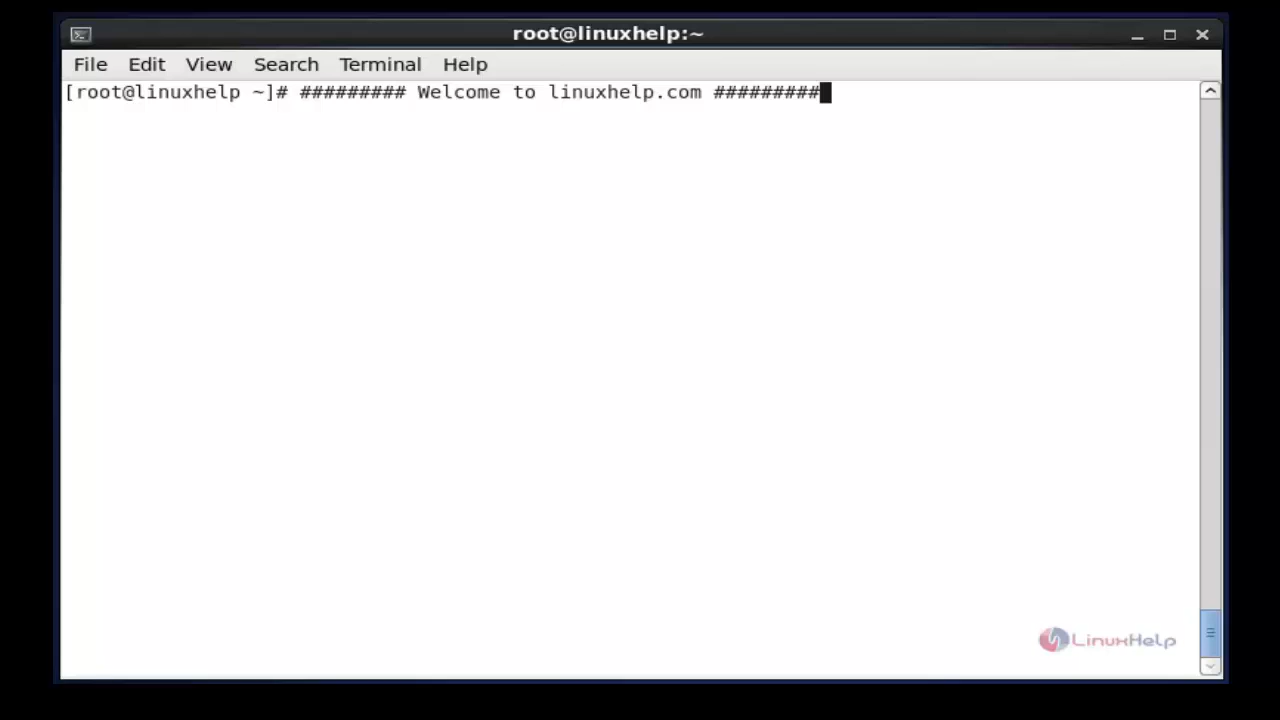 root@linuxhelp:~
File Edit View Search Terminal Help
[root@linuxhelp ~]# ######### Welcome to linuxhelp.com #########
LinuxHelp